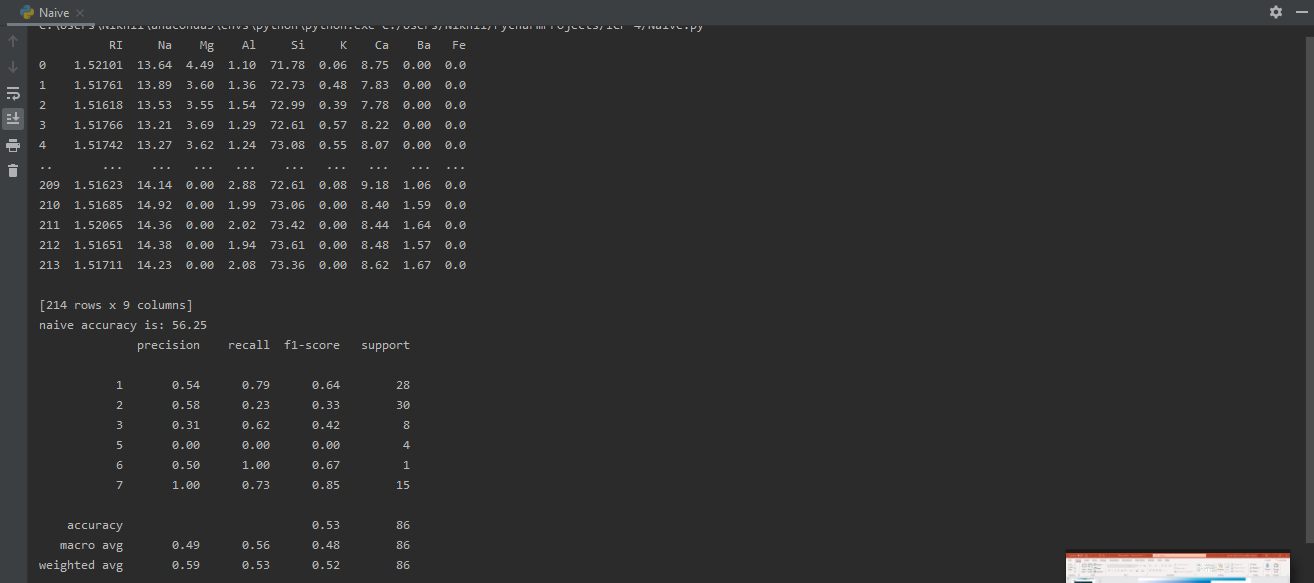 Naive
C:\Users\Nikhil\anaconda3\envs\python\python.exe C:/Users/Nikhil/PycharmProjects/ICP 4/Naive.py
RI Na Mg Al Si K Ca Ba Fe
0 1.52101 13.64 4.49 1.10 71.78 0.06 8.75 0.00 0.0
1 1.51761 13.89 3.60 1.36 72.73 0.48 7.83 0.00 0.0
2 1.51618 13.53 3.55 1.54 72.99 0.39 7.78 0.00 0.0
3 1.51766 13.21 3.69 1.29 72.61 0.57 8.22 0.00 0.0
4 1.51742 13.27 3.62 1.24 73.08 0.55 8.07 0.00 0.0
.. ... ... ... ... ... ... ... ... ...
209 1.51623 14.14 0.00 2.88 72.61 0.08 9.18 1.06 0.0
210 1.51685 14.92 0.00 1.99 73.06 0.00 8.40 1.59 0.0
211 1.52065 14.36 0.00 2.02 73.42 0.00 8.44 1.64 0.0
212 1.51651 14.38 0.00 1.94 73.61 0.00 8.48 1.57 0.0
213 1.51711 14.23 0.00 2.08 73.36 0.00 8.62 1.67 0.0
[214 rows x 9 columns]
naive accuracy is: 56.25
precision recall f1-score support
1 0.54 0.79 0.64 28
2 0.58 0.23 0.33 30
3 0.31 0.62 0.42 8
5 0.00 0.00 0.00 4
6 0.50 1.00 0.67 1
7 1.00 0.73 0.85 15
accuracy 0.53 86
macro avg 0.49 0.56 0.48 86
weighted avg 0.59 0.53 0.52 86